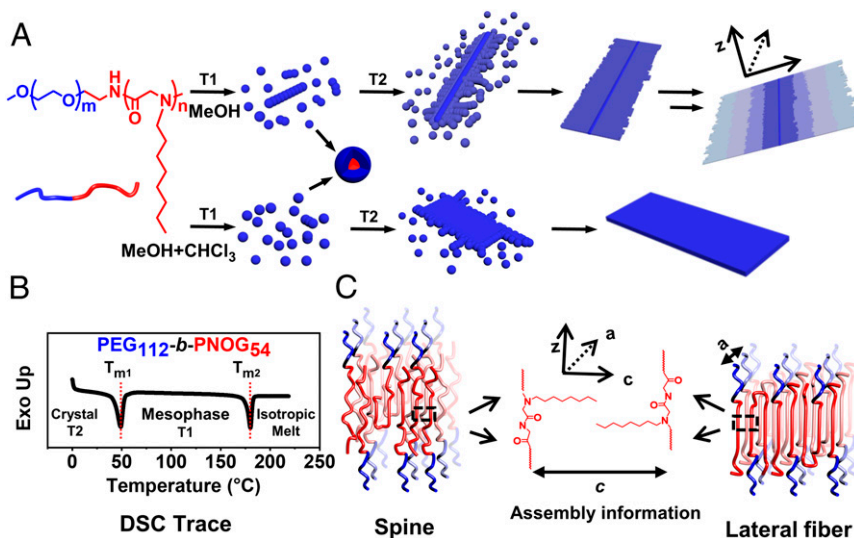 A
O
O
m
H
N
O
N
n
T1
MeOH
T2
z
a
c
T1
MeOH+CHCl3
T2
B
PEG112-b-PNOG54
Tm1
Tm2
Exo Up
Crystal
T2
Mesophase
T1
Isotropic
Melt
0 50 100 150 200 250
Temperature (°C)
DSC Trace
C
z
a
c
N
O
N
O
O
N
O
N
c
a
Spine
Assembly information
Lateral fiber